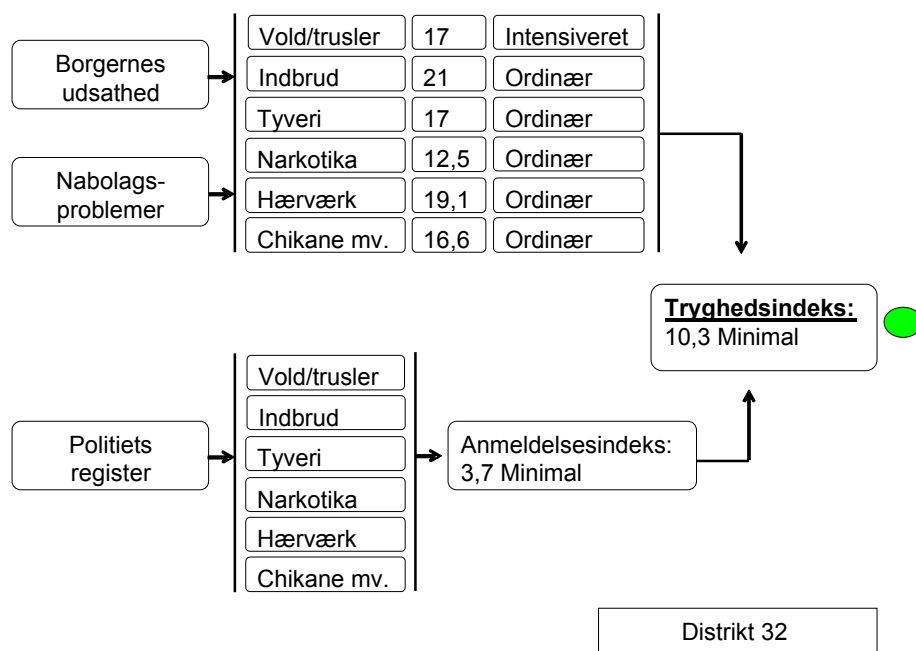 Borgernes
udsathed
Nabolags-
problemer
Vold/trusler 17 Intensiveret
Indbrud 21 Ordinær
Tyveri 17 Ordinær
Narkotika 12,5 Ordinær
Hærværk 19,1 Ordinær
Chikane mv. 16,6 Ordinær
Tryghedsindeks:
10,3 Minimal
Politiets
register
Vold/trusler
Indbrud
Tyveri
Narkotika
Hærværk
Chikane mv.
Anmeldelsesindeks:
3,7 Minimal
Distrikt 32